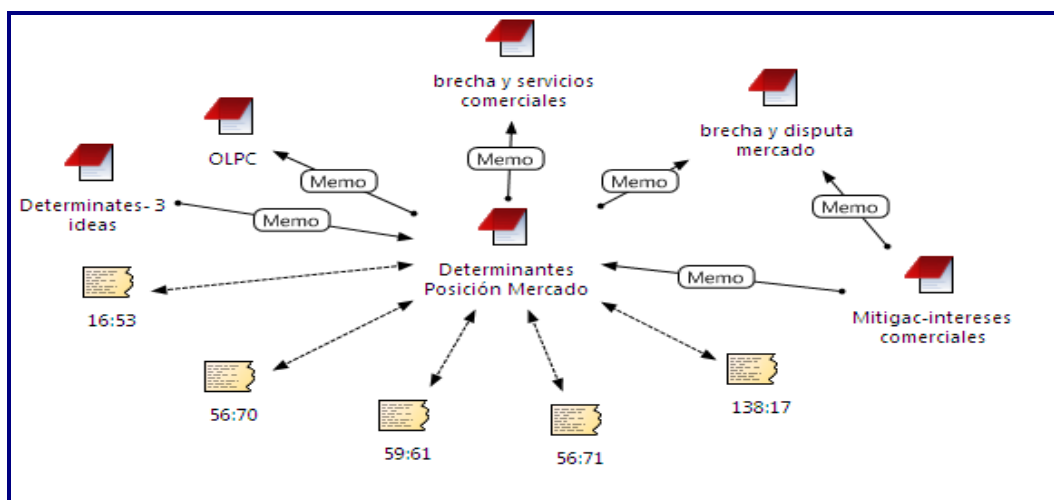 brecha y servicios
comerciales
brecha y disputa
mercado
OLPC
Memo
Memo
Memo
Determinates- 3
ideas
Memo
Memo
Determinantes
Posición Mercado
Memo
Mitigac-intereses
comerciales
16:53
56:70
138:17
59:61
56:71